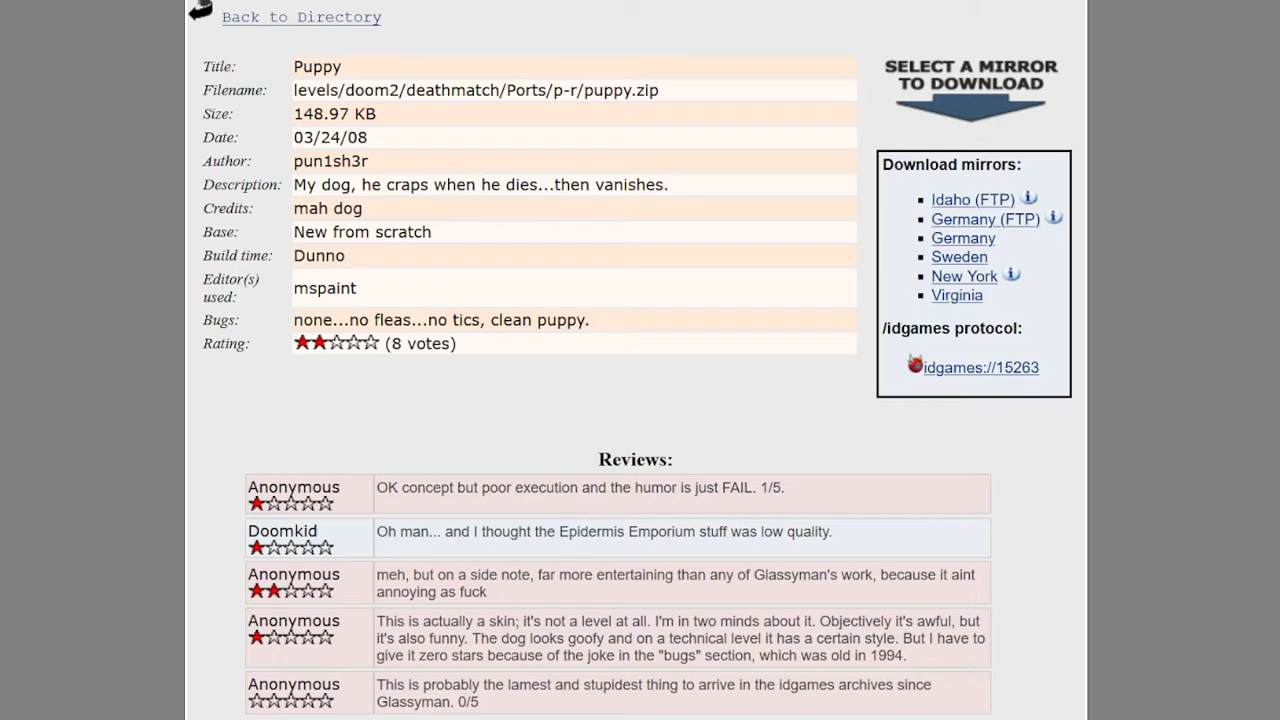 Back to Directory
Title: Puppy
Filename: levels/doom2/deathmatch/Ports/p-r/puppy.zip
Size: 148.97 KB
Date: 03/24/08
Author: pun1sh3r
Description: My dog, he craps when he dies...then vanishes.
Credits: mah dog
Base: New from scratch
Build time: Dunno
Editor(s)
used: mspaint
Bugs: none...no fleas...no tics, clean puppy.
Rating: (8 votes)
SELECT A MIRROR
TO DOWNLOAD
Download mirrors:
Idaho (FTP)
Germany (FTP)
Germany
Sweden
New York
Virginia
/idgames protocol:
idgames://15263
Reviews:
Anonymous
OK concept but poor execution and the humor is just FAIL. 1/5.
Doomkid
Oh man... and I thought the Epidermis Emporium stuff was low quality.
Anonymous
meh, but on a side note, far more entertaining than any of Glassyman's work, because it aint
annoying as fuck
Anonymous
This is actually a skin; it's not a level at all. I'm in two minds about it. Objectively it's awful, but
it's also funny. The dog looks goofy and on a technical level it has a certain style. But I have to
give it zero stars because of the joke in the "bugs" section, which was old in 1994.
Anonymous
This is probably the lamest and stupidest thing to arrive in the idgames archives since
Glassyman. 0/5